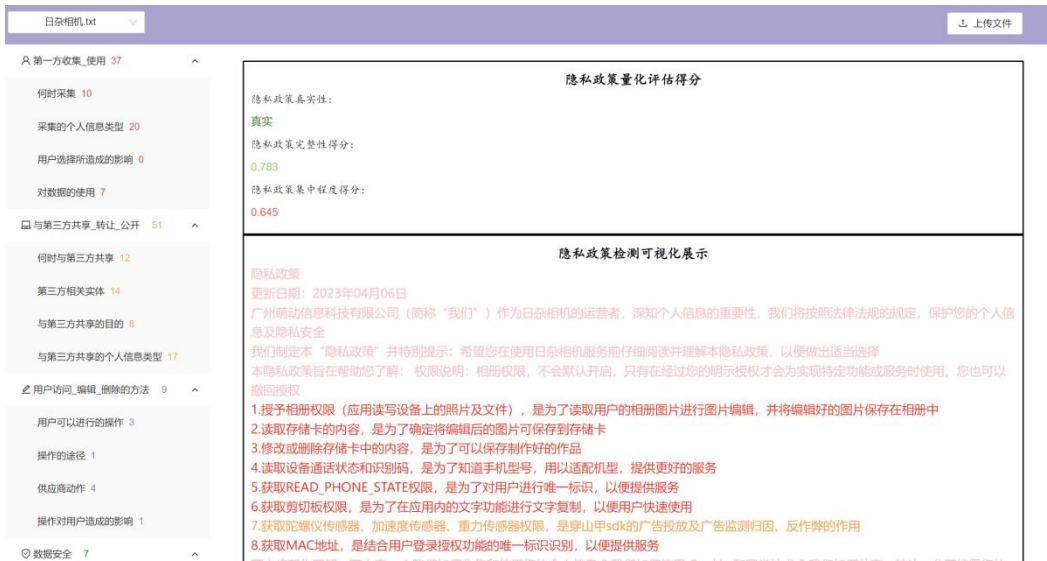 日杂相机.txt
上传文件
第一方收集_使用 37
何时采集 10
采集的个人信息类型 20
用户选择所造成的影响 0
对数据的使用 7
与第三方共享_转让_公开 51
何时与第三方共享 12
第三方相关实体 14
与第三方共享的目的 8
与第三方共享的个人信息类型 17
用户访问_编辑_删除的方法 9
用户可以进行的操作 3
操作的途径 1
供应商动作 4
操作对用户造成的影响 1
数据安全 7
隐私政策量化评估得分
隐私政策真实性：
真实
隐私政策完整性得分：
0.783
隐私政策集中程度得分：
0.645
隐私政策检测可视化展示
隐私政策
更新日期：2023年04月06日
广州萌动信息科技有限公司（简称“我们”）作为日杂相机的运营者，深知个人信息的重要性，我们将按照法律法规的规定，保护您的个人信
息及隐私安全
我们制定本“隐私政策”并特别提示：希望您在使用日杂相机服务前仔细阅读并理解本隐私政策，以便做出适当选择
本隐私政策旨在帮助您了解： 权限说明：相册权限，不会默认开启，只有在经过您的明示授权才会为实现特定功能或服务时使用，您也可以
撤回授权
1.授予相册权限（应用读写设备上的照片及文件），是为了读取用户的相册图片进行图片编辑，并将编辑好的图片保存在相册中
2.读取存储卡的内容，是为了确定将编辑后的图片可保存到存储卡
3.修改或删除存储卡中的内容，是为了可以保存制作好的作品
4.读取设备通话状态和识别码，是为了知道手机型号，用以适配机型，提供更好的服务
5.获取READ_PHONE_STATE权限，是为了对用户进行唯一标识，以便提供服务
6.获取剪切板权限，是为了在应用内的文字功能进行文字复制，以便用户快速使用
7.获取陀螺仪传感器、加速度传感器、重力传感器权限，是穿山甲sdk的广告投放及广告监测归因、反作弊的作用
8.获取MAC地址，是结合用户登录授权功能的唯一标识识别，以便提供服务